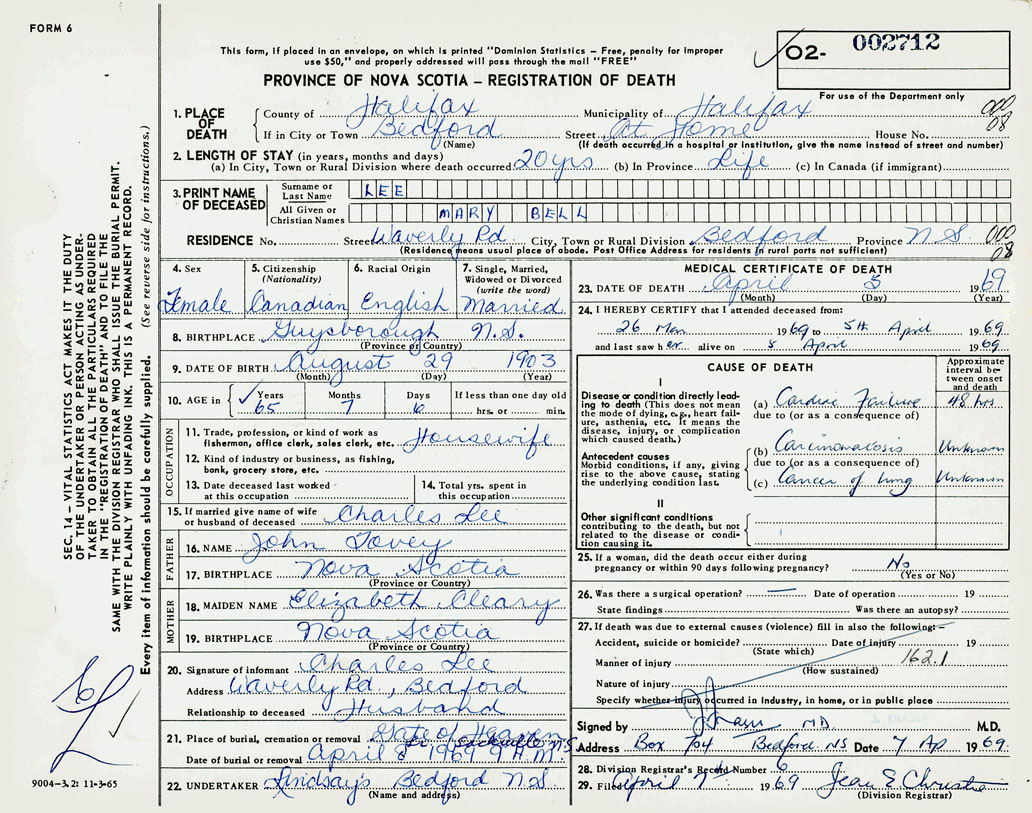 FORM 6
This form, if placed in an envelope, on which is printed "Dominion Statistics – Free, penalty for improper
use $50," and properly addressed will pass through the mail "FREE"
PROVINCE OF NOVA SCOTIA – REGISTRATION OF DEATH
O2- 002712
For use of the Department only
1. PLACE OF DEATH
County of Halifax Municipality of Halifax 000
If in City or Town Bedford Street At Home House No. 08
(Name) (If death occurred in a hospital or institution, give the name instead of street and number)
2. LENGTH OF STAY (in years, months and days)
(a) In City, Town or Rural Division where death occurred 20 yrs (b) In Province Life (c) In Canada (if immigrant)
3. PRINT NAME OF DECEASED
Surname or Last Name LEE
All Given or Christian Names MARY BELL
RESIDENCE No. Street Waverly Rd City, Town or Rural Division Bedford Province N.S. 000
(Residence means usual place of abode. Post Office Address for residents in rural parts not sufficient) 08
4. Sex Female
5. Citizenship (Nationality) Canadian
6. Racial Origin English
7. Single, Married, Widowed or Divorced (write the word) Married
8. BIRTHPLACE Guysborough N.S.
(Province or Country)
9. DATE OF BIRTH August 29 1903
(Month) (Day) (Year)
10. AGE in Years 65 Months 7 Days 6 If less than one day old hrs. or min.
OCCUPATION
11. Trade, profession or kind of work as
fisherman, office clerk, sales clerk, etc. Housewife
12. Kind of industry or business, as fishing,
bank, grocery store, etc.
13. Date deceased last worked
at this occupation
14. Total yrs. spent in
this occupation
15. If married give name of wife
or husband of deceased Charles Lee
FATHER
16. NAME John Tovey
17. BIRTHPLACE Nova Scotia
(Province or Country)
MOTHER
18. MAIDEN NAME Elizabeth Cleary
19. BIRTHPLACE Nova Scotia
(Province or Country)
20. Signature of informant Charles Lee
Address Waverly Rd., Bedford
Relationship to deceased Husband
21. Place of burial, cremation or removal Gate of Heaven
Sackville N.S.
Date of burial or removal April 8 1969 9 A.M.
22. UNDERTAKER Lindsay's Bedford N.S.
(Name and address)
MEDICAL CERTIFICATE OF DEATH
23. DATE OF DEATH April 5 1969
(Month) (Day) (Year)
24. I HEREBY CERTIFY that I attended deceased from:
26 Mar 1969 to 5th April 1969
and last saw her alive on 5 April 1969
CAUSE OF DEATH
Approximate interval between onset and death
I
Disease or condition directly leading to death (This does not mean
the mode of dying, e.g., heart failure, asthenia, etc. It means the
disease, injury, or complication
which caused death.)
(a) Cardiac Failure 48 hrs
due to (or as a consequence of)
Antecedent causes
Morbid conditions, if any, giving
rise to the above cause, stating
the underlying condition last.
(b) Carcinomatosis Unknown
due to (or as a consequence of)
(c) Cancer of lung Unknown
II
Other significant conditions
contributing to the death, but not
related to the disease or condition causing it.
25. If a woman, did the death occur either during
pregnancy or within 90 days following pregnancy? No
(Yes or No)
26. Was there a surgical operation? — Date of operation 19
State findings Was there an autopsy?
27. If death was due to external causes (violence) fill in also the following:–
Accident, suicide or homicide? Date of injury 19
(State which)
Manner of injury 162.1
(How sustained)
Nature of injury
Specify whether injury occurred in Industry, in home, or in public place
Signed by J Fraser MD M.D.
Address Box 704 Bedford NS Date 7 Ap 1969.
28. Division Registrar's Record Number 6
29. Filed April 7th 1969 Jean E Christie
(Division Registrar)
SEC. 14 – VITAL STATISTICS ACT MAKES IT THE DUTY
OF THE UNDERTAKER OR PERSON ACTING AS UNDER-
TAKER TO OBTAIN ALL THE PARTICULARS REQUIRED
IN THE "REGISTRATION OF DEATH" AND TO FILE THE
SAME WITH THE DIVISION REGISTRAR WHO SHALL ISSUE THE BURIAL PERMIT.
WRITE PLAINLY WITH UNFADING INK. THIS IS A PERMANENT RECORD.
Every item of information should be carefully supplied. (See reverse side for instructions.)
9004–3.2: 11-3-65